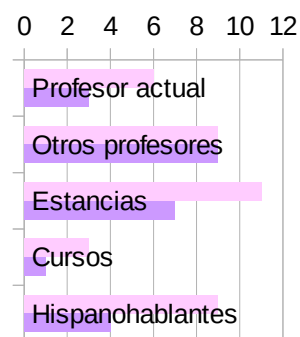 0 2 4 6 8 10 12
Profesor actual
Otros profesores
Estancias
Cursos
Hispanohablantes